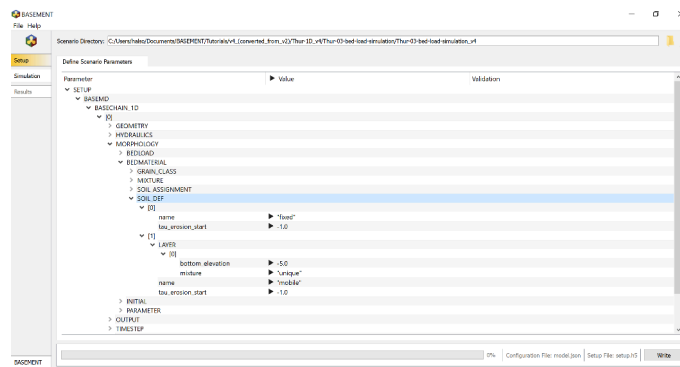 BASEMENT
File Help
Scenario Directory: C:/Users/halso/Documents/BASEMENT/Tutorials/v4_(converted_from_v2)/Thur-1D_v4/Thur-03-bed-load-simulation/Thur-03-bed-load-simulation_v4
Setup
Define Scenario Parameters
Simulation
Parameter Value Validation
Results
SETUP
BASEMD
BASECHAIN_1D
[0]
GEOMETRY
HYDRAULICS
MORPHOLOGY
BEDLOAD
BEDMATERIAL
GRAIN_CLASS
MIXTURE
SOIL_ASSIGNMENT
SOIL_DEF
[0]
name "fixed"
tau_erosion_start -1.0
[1]
LAYER
[0]
bottom_elevation -5.0
mixture "unique"
name "mobile"
tau_erosion_start -1.0
INITIAL
PARAMETER
OUTPUT
TIMESTEP
BASEMENT
0% Configuration File: model.json Setup File: setup.h5 Write